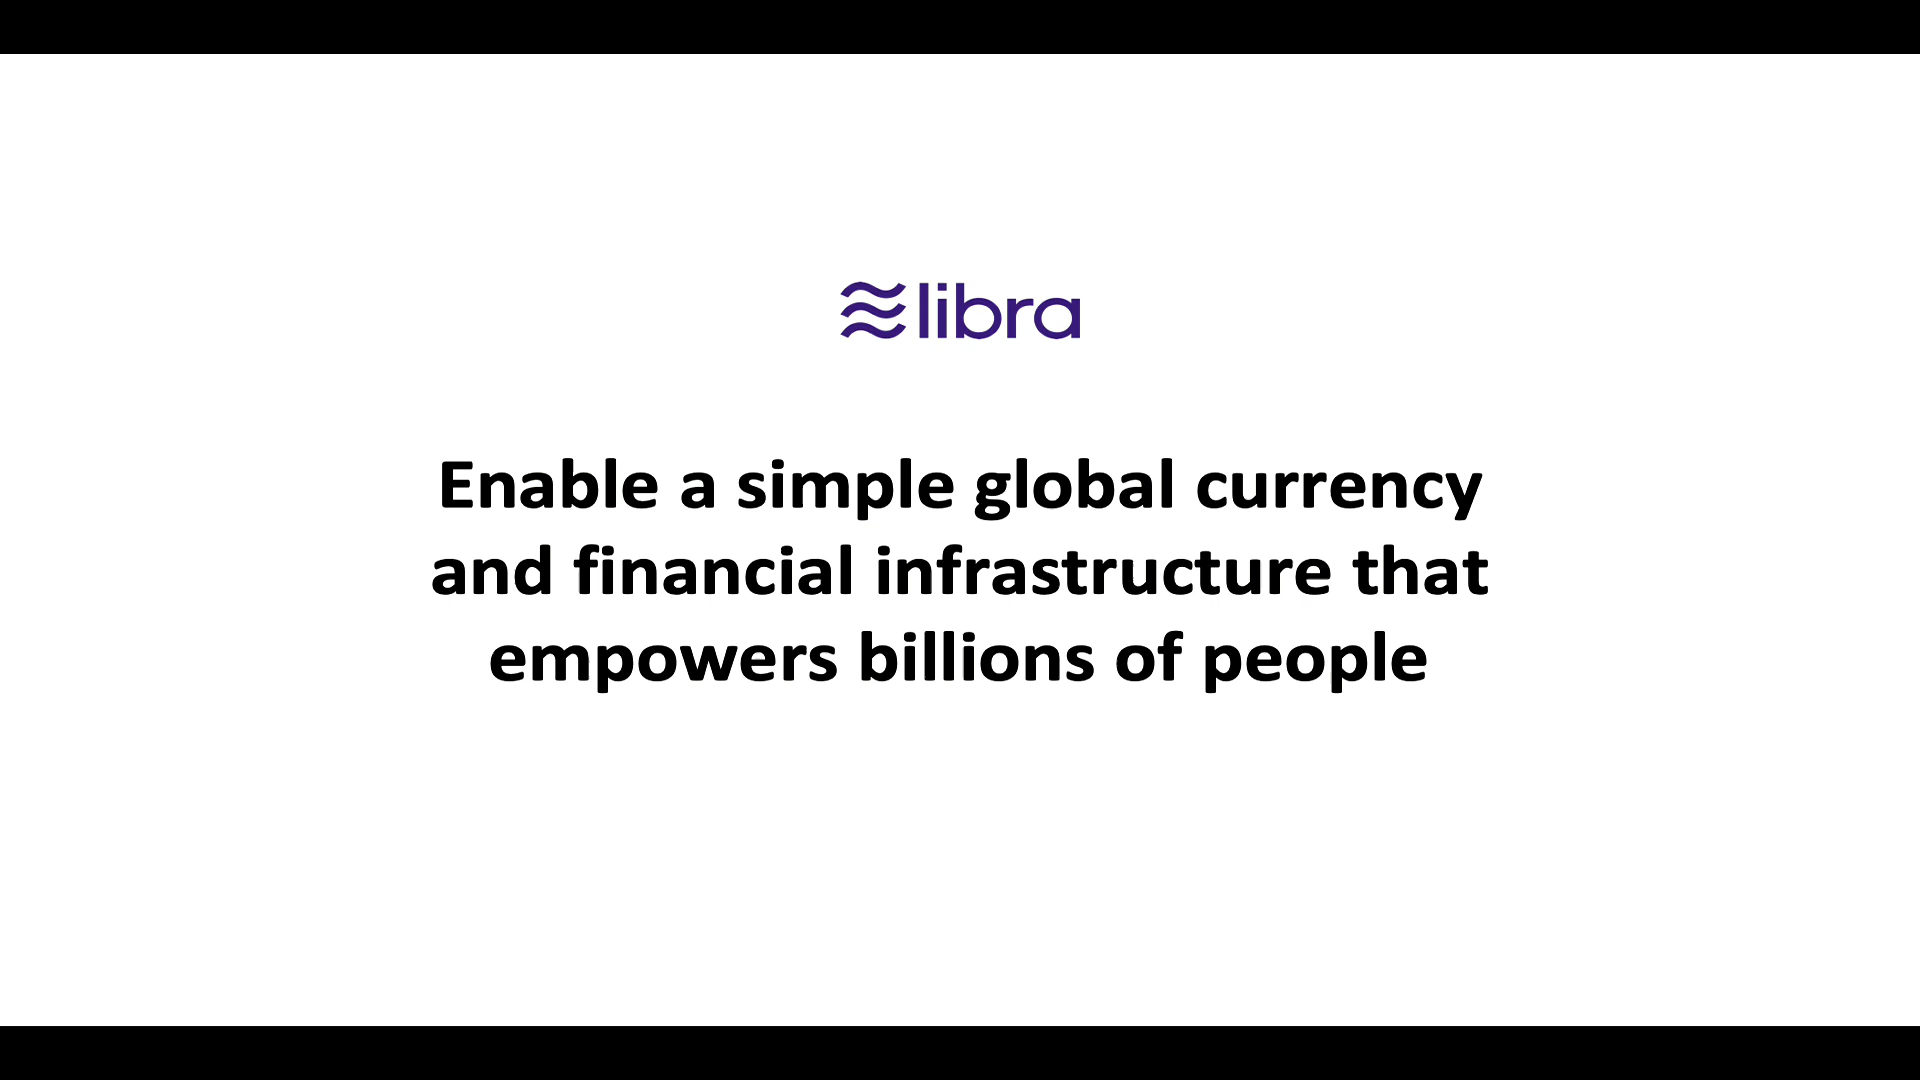 libra
Enable a simple global currency
and financial infrastructure that
empowers billions of people